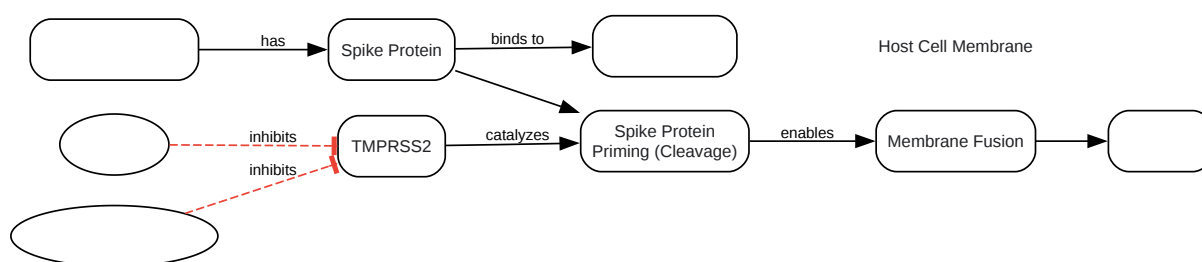 has
Spike Protein
binds to
Host Cell Membrane
inhibits
TMPRSS2
catalyzes
Spike Protein
Priming (Cleavage)
enables
Membrane Fusion
inhibits